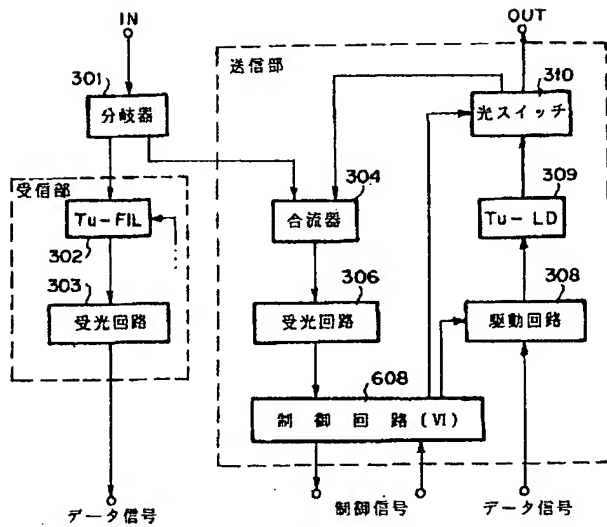 IN
OUT
301
分岐器
送信部
310
光スイッチ
受信部
Tu-FIL
302
304
合流器
309
Tu-LD
303
受光回路
306
受光回路
308
駆動回路
608
制御回路(VI)
データ信号
制御信号
データ信号